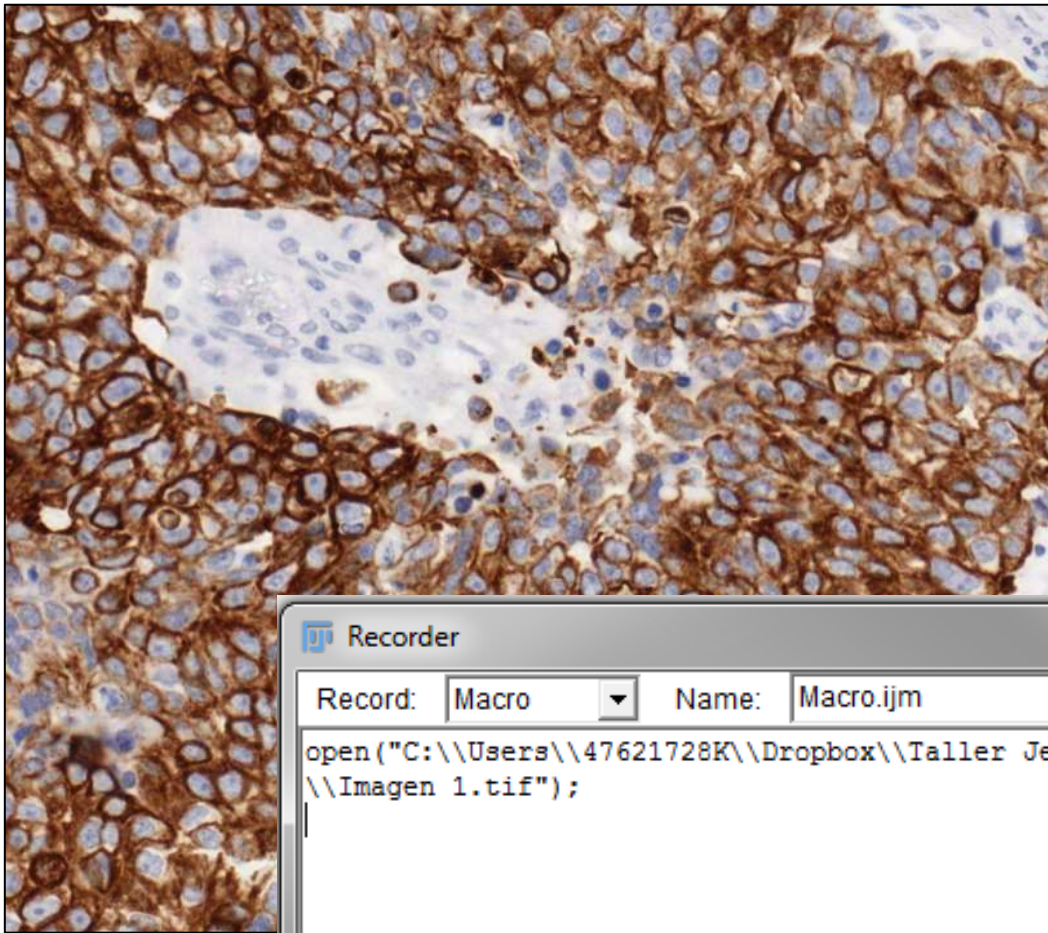 Recorder
Record: Macro Name: Macro.ijm
open("C:\\Users\\47621728K\\Dropbox\\Taller Je
\\Imagen 1.tif");